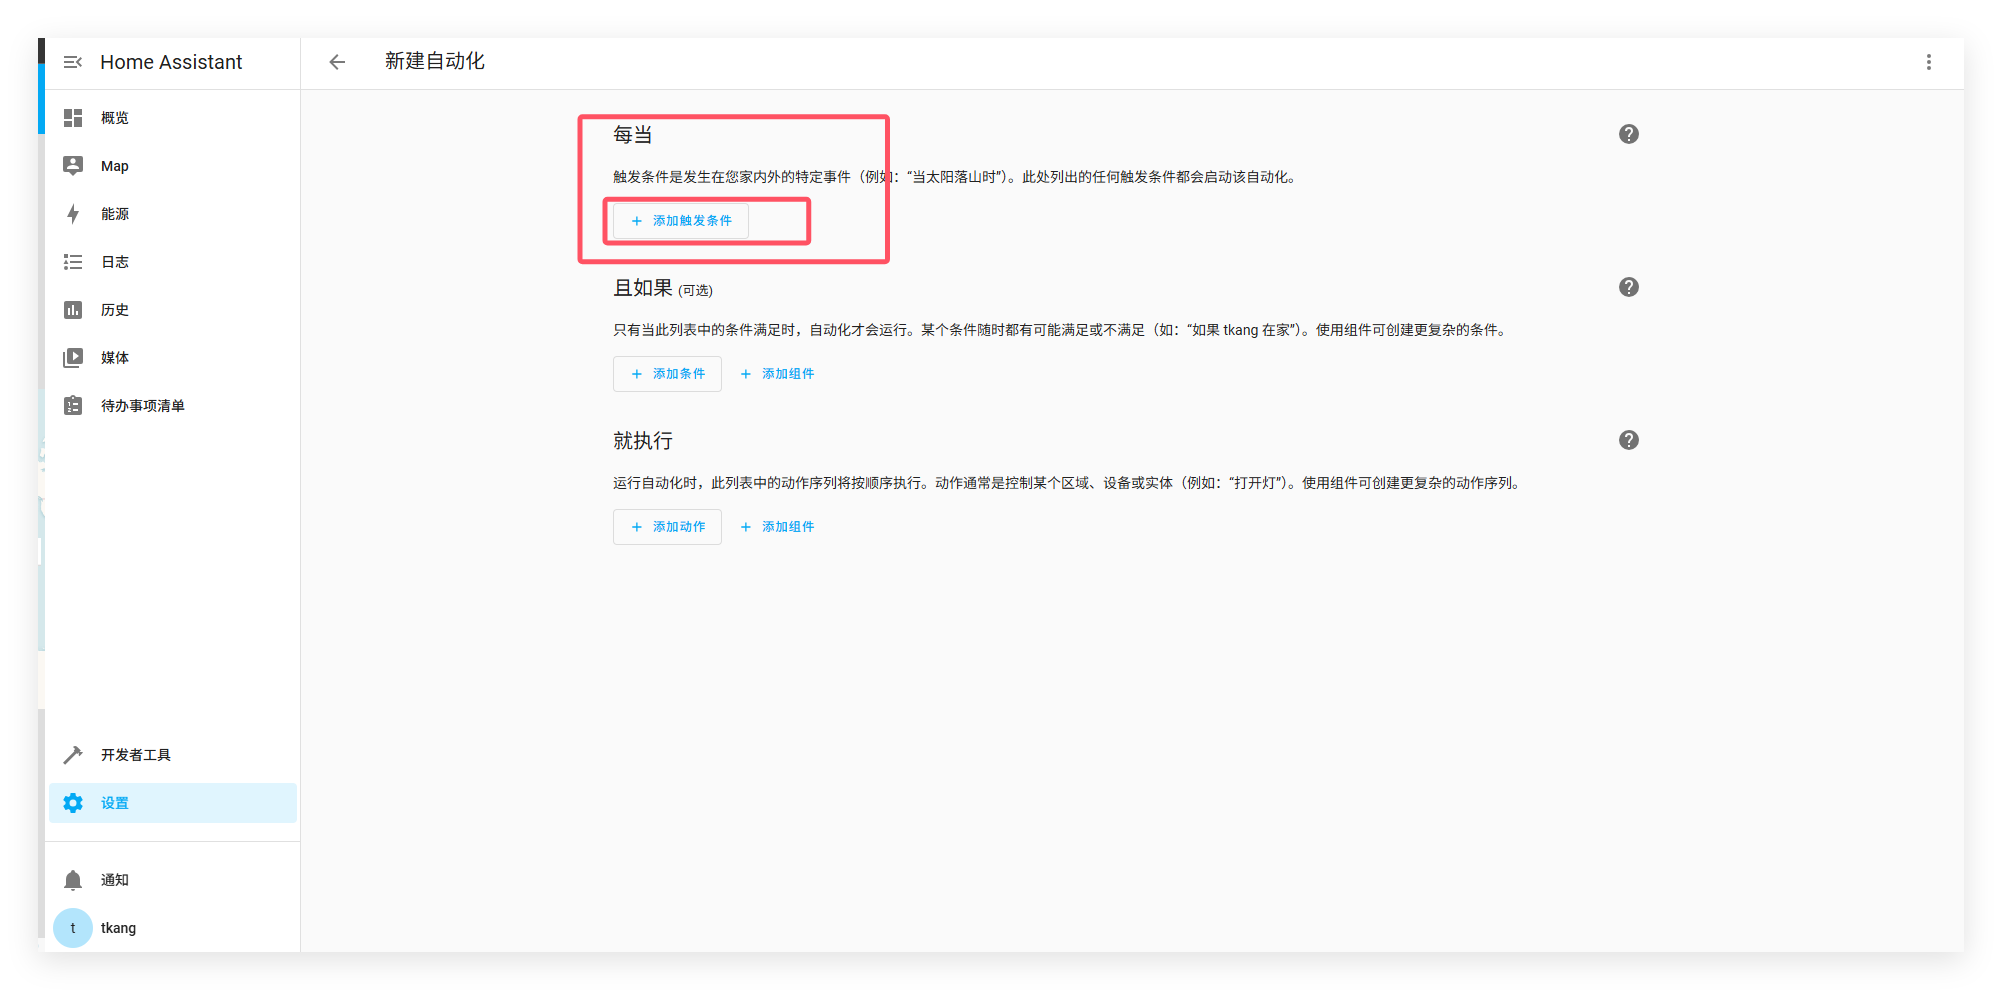 Home Assistant
新建自动化
概览
Map
能源
日志
历史
媒体
待办事项清单
开发者工具
设置
通知
t
tkang
每当
触发条件是发生在您家内外的特定事件（例如：“当太阳落山时”）。此处列出的任何触发条件都会启动该自动化。
添加触发条件
且如果 (可选)
只有当此列表中的条件满足时，自动化才会运行。某个条件随时都有可能满足或不满足（如：“如果 tkang 在家”）。使用组件可创建更复杂的条件。
添加条件
添加组件
就执行
运行自动化时，此列表中的动作序列将按顺序执行。动作通常是控制某个区域、设备或实体（例如：“打开灯”）。使用组件可创建更复杂的动作序列。
添加动作
添加组件